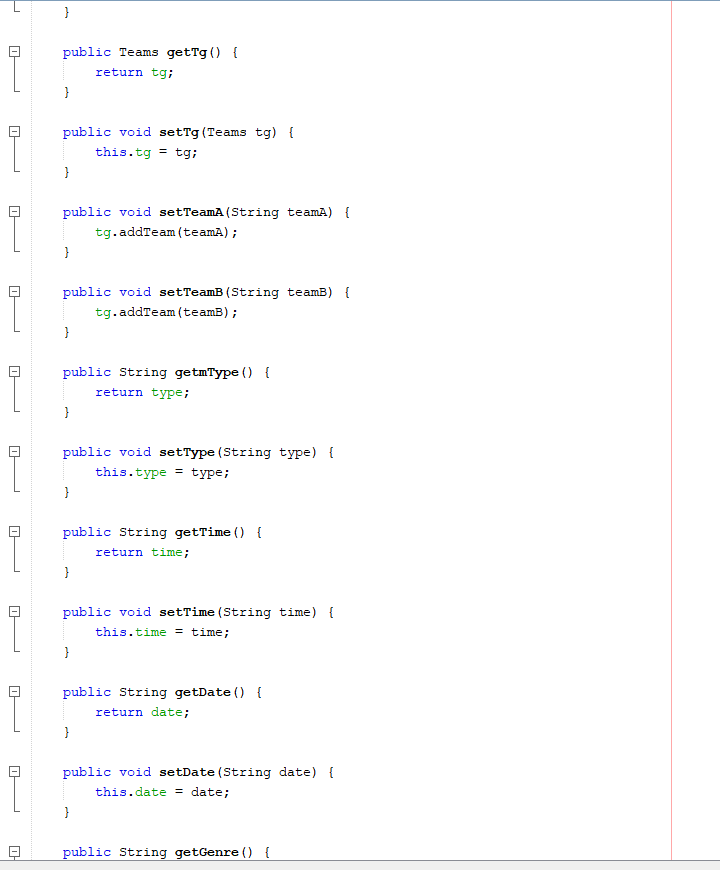 }
public Teams getTg() {
return tg;
}
public void setTg(Teams tg) {
this.tg = tg;
}
public void setTeamA(String teamA) {
tg.addTeam(teamA);
}
public void setTeamB(String teamB) {
tg.addTeam(teamB);
}
public String getmType() {
return type;
}
public void setType(String type) {
this.type = type;
}
public String getTime() {
return time;
}
public void setTime(String time) {
this.time = time;
}
public String getDate() {
return date;
}
public void setDate(String date) {
this.date = date;
}
public String getGenre() {